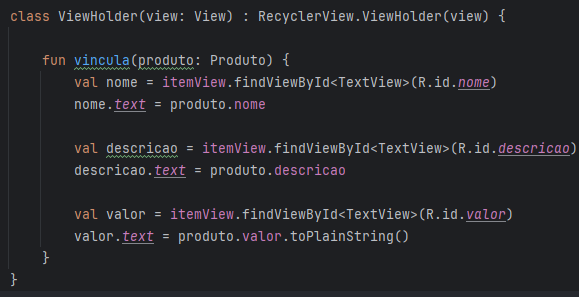 class ViewHolder(view: View) : RecyclerView.ViewHolder(view) {
fun vincula(produto: Produto) {
val nome = itemView.findViewById<TextView>(R.id.nome)
nome.text = produto.nome
val descricao = itemView.findViewById<TextView>(R.id.descricao)
descricao.text = produto.descricao
val valor = itemView.findViewById<TextView>(R.id.valor)
valor.text = produto.valor.toPlainString()
}
}